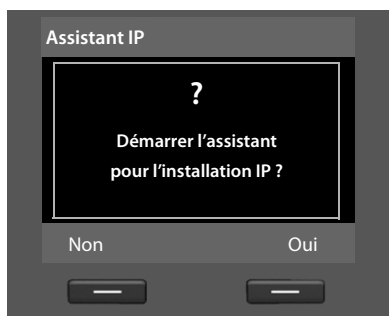 Assistant IP
?
Démarrer l’assistant
pour l’installation IP ?
Non Oui